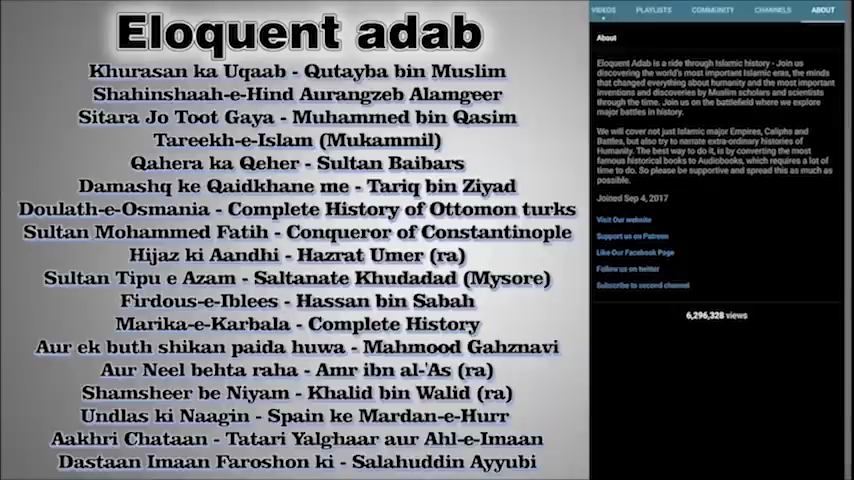 Eloquent adab
Khurasan ka Uqaab - Qutayba bin Muslim
Shahinshaah-e-Hind Aurangzeb Alamgeer
Sitara Jo Toot Gaya - Muhammed bin Qasim
Tareekh-e-Islam (Mukammil)
Qahera ka Qeher - Sultan Baibars
Damashq ke Qaidkhane me - Tariq bin Ziyad
Doulath-e-Osmania - Complete History of Ottomon turks
Sultan Mohammed Fatih - Conqueror of Constantinople
Hijaz ki Aandhi - Hazrat Umer (ra)
Sultan Tipu e Azam - Saltanate Khudadad (Mysore)
Firdous-e-Iblees - Hassan bin Sabah
Marika-e-Karbala - Complete History
Aur ek buth shikan paida huwa - Mahmood Gahznavi
Aur Neel behta raha - Amr ibn al-'As (ra)
Shamsheer be Niyam - Khalid bin Walid (ra)
Undlas ki Naagin - Spain ke Mardan-e-Hurr
Aakhri Chataan - Tatari Yalghaar aur Ahl-e-Imaan
Dastaan Imaan Faroshon ki - Salahuddin Ayyubi
VIDEOS PLAYLISTS COMMUNITY CHANNELS ABOUT
About
Eloquent Adab is a ride through Islamic history - Join us
discovering the world's most important Islamic eras, the minds
that changed everything about humanity and the most important
inventions and discoveries by Muslim scholars and scientists
through the time. Join us on the battlefield where we explore
major battles in history.
We will cover not just Islamic major Empires, Caliphs and
Battles, but also try to narrate extra-ordinary histories of
Humanity. The best way to do it, is by converting the most
famous historical books to Audiobooks, which requires a lot of
time to do. So please be supportive and spread this as much as
possible.
Joined Sep 4, 2017
Visit Our website
Support us on Patreon
Like Our Facebook Page
Follow us on twitter
Subscribe to second channel
6,296,328 views